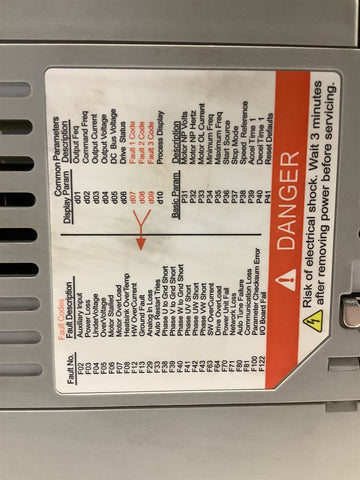 Fault Codes
Fault No. Fault Description
F02 Auxiliary Input
F03 Power Loss
F04 UnderVoltage
F05 OverVoltage
F06 Motor Stalled
F07 Motor OverLoad
F08 Heatsink OvrTemp
F12 HW OverCurrent
F13 Ground Fault
F29 Analog In Loss
F33 Restart Tries
F38 Phase U to Gnd Short
F39 Phase V to Gnd Short
F40 Phase W to Gnd Short
F41 Phase UV Short
F42 Phase UW Short
F43 Phase VW Short
F63 SW OverCurrent
F64 Drive OverLoad
F70 Power Unit Fail
F71 Network Loss
F80 Auto Tune Failure
F81 Communication Loss
F100 Parameter Checksum Error
F122 I/O Board Fail
Common Parameters
Display Param Description
d01 Output Freq
d02 Command Freq
d03 Output Current
d04 Output Voltage
d05 DC Bus Voltage
d06 Drive Status
d07 Fault 1 Code
d08 Fault 2 Code
d09 Fault 3 Code
d10 Process Display
Basic Param Description
P31 Motor NP Volts
P32 Motor NP Hertz
P33 Motor OL Current
P34 Minimum Freq
P35 Maximum Freq
P36 Start Source
P37 Stop Mode
P38 Speed Reference
P39 Accel Time 1
P40 Decel Time 1
P41 Reset Defaults
DANGER
Risk of electrical shock. Wait 3 minutes
after removing power before servicing.